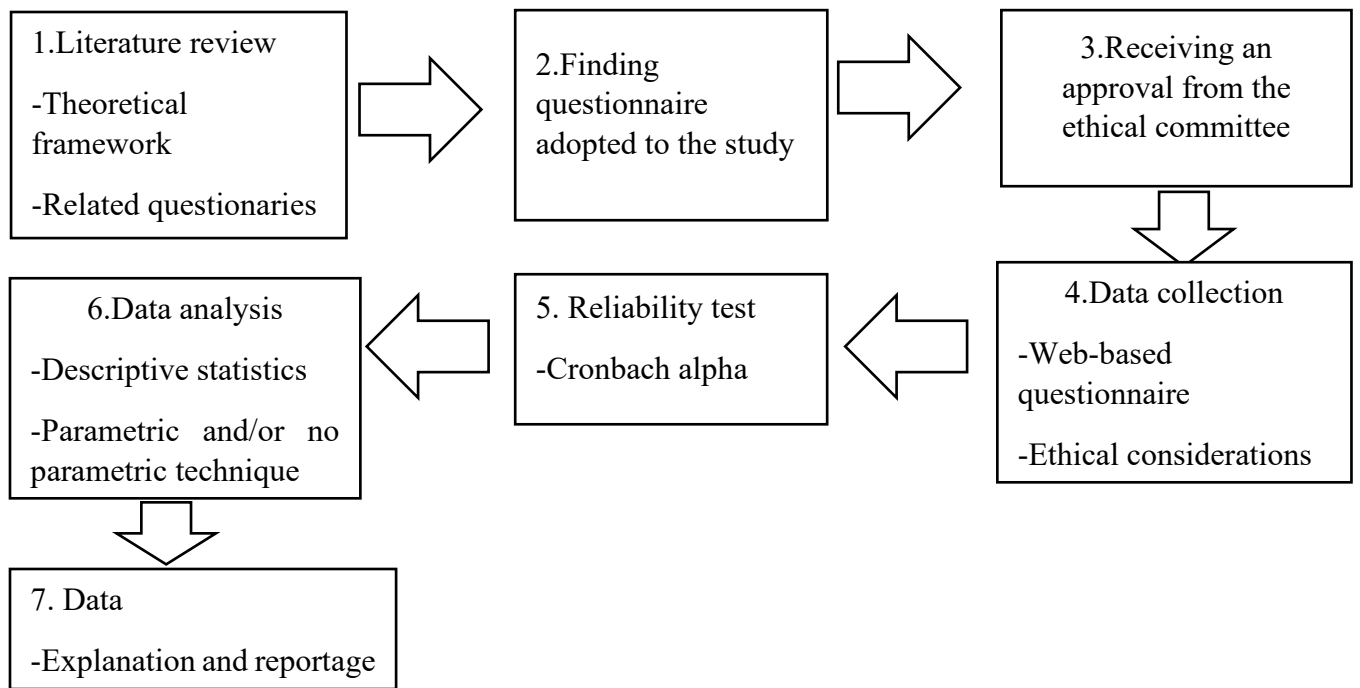 1.Literature review
-Theoretical
framework
-Related questionaries
2.Finding
questionnaire
adopted to the study
3.Receiving an
approval from the
ethical committee
4.Data collection
-Web-based
questionnaire
-Ethical considerations
5. Reliability test
-Cronbach alpha
6.Data analysis
-Descriptive statistics
-Parametric and/or no
parametric technique
7. Data
-Explanation and reportage